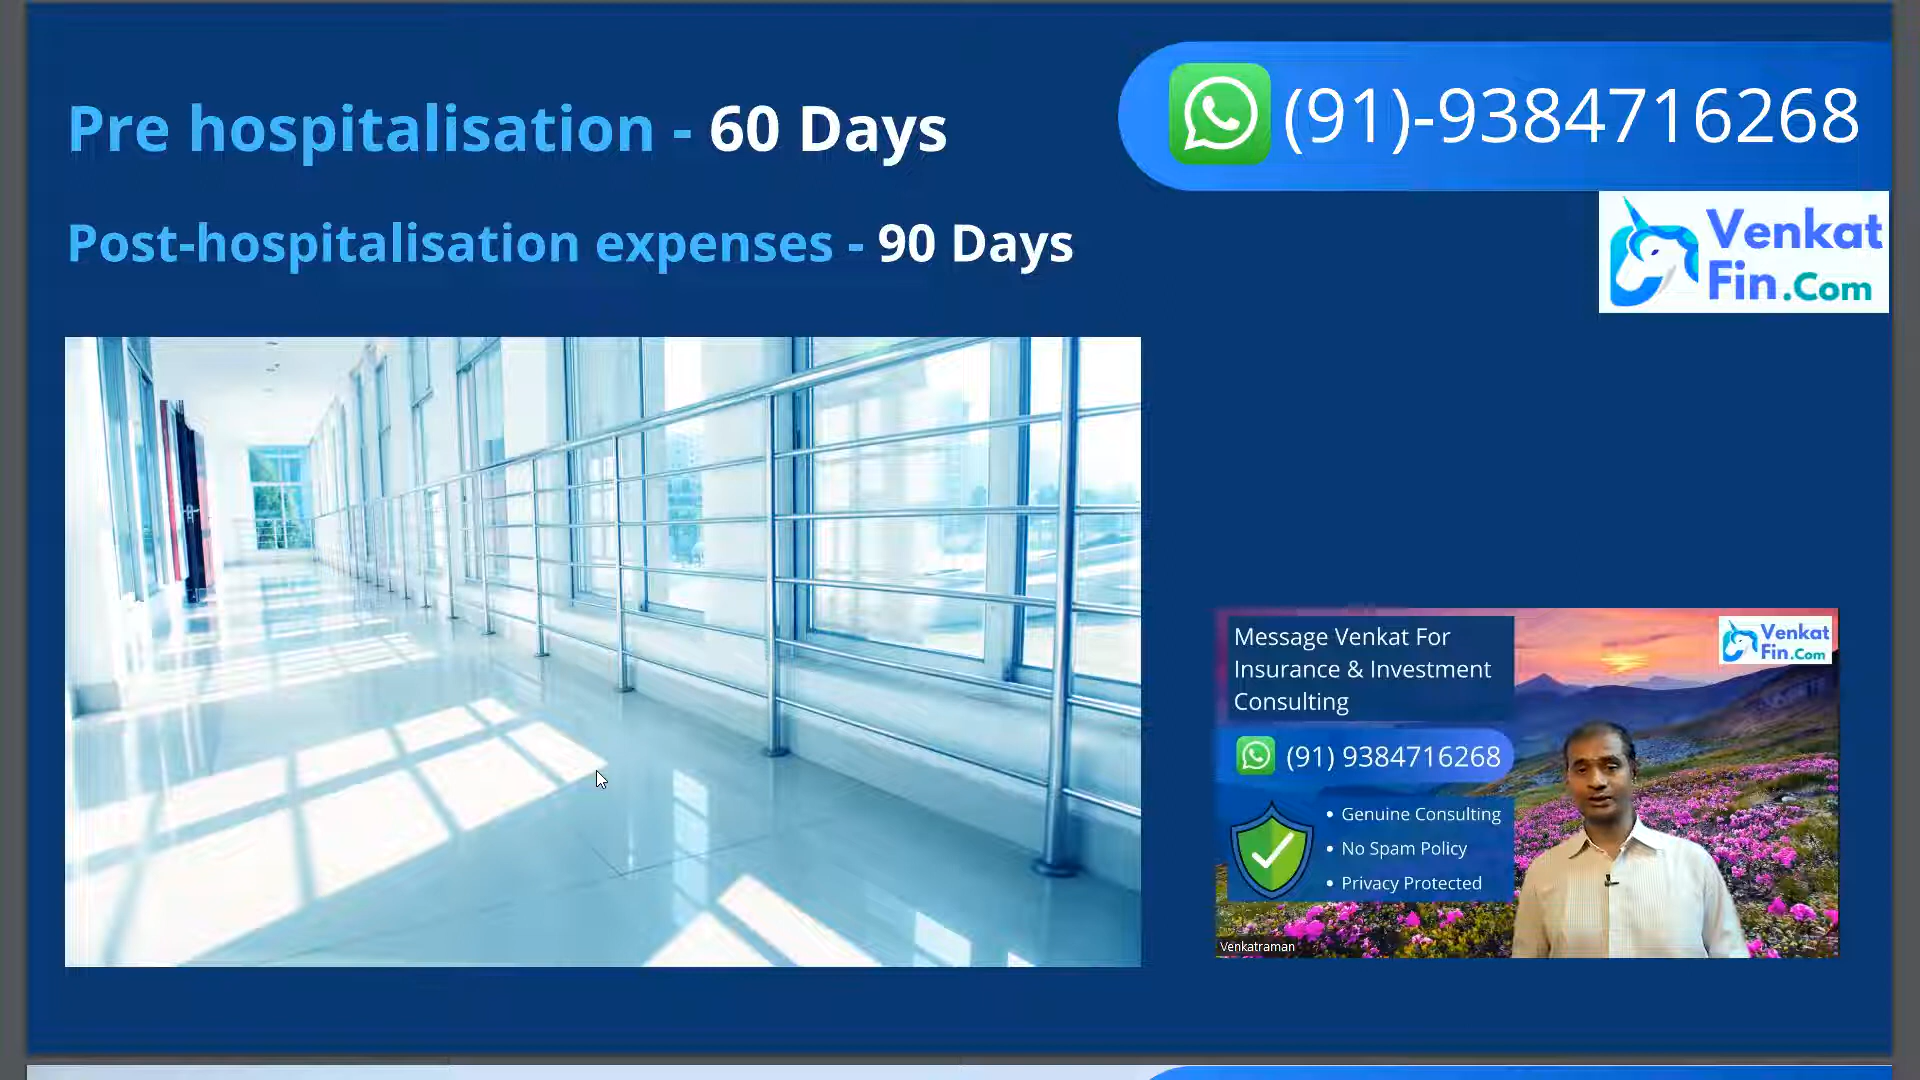 Pre hospitalisation - 60 Days
(91)-9384716268
Post-hospitalisation expenses - 90 Days
Venkat
Fin.Com
Message Venkat For
Insurance & Investment
Consulting
Venkat
Fin.Com
(91) 9384716268
• Genuine Consulting
• No Spam Policy
• Privacy Protected
Venkatraman